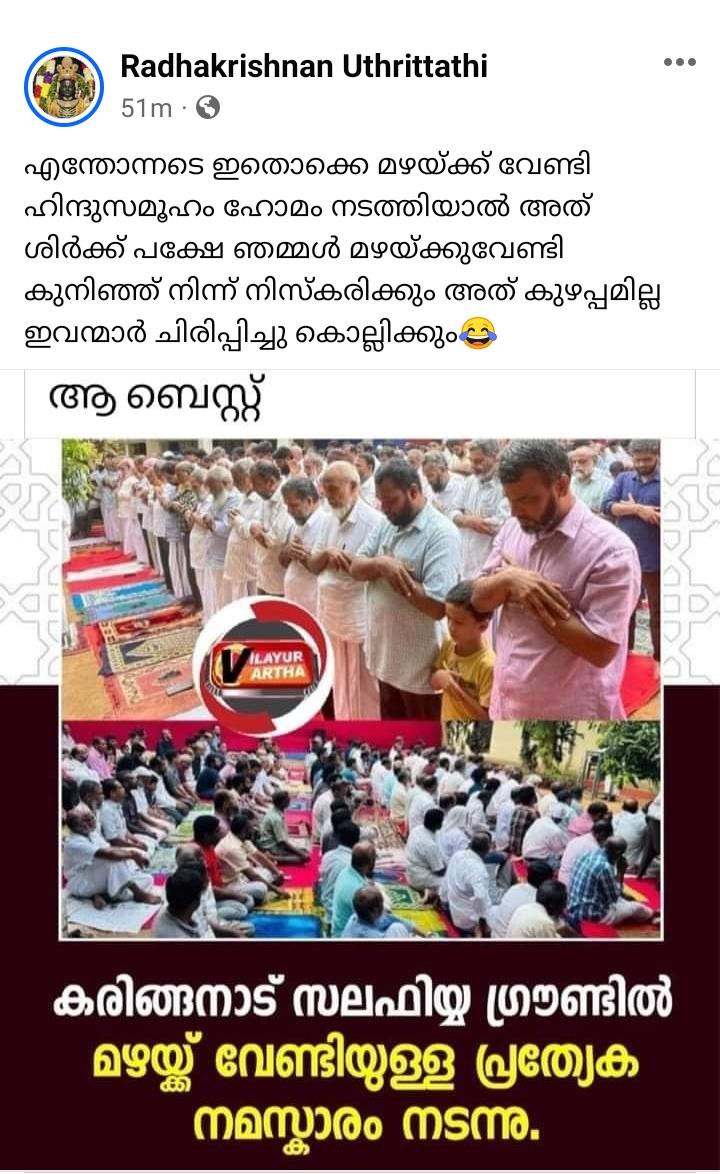 Radhakrishnan Uthrittathi
51m ·
എന്തോന്നടെ ഇതൊക്കെ മഴയ്ക്ക് വേണ്ടി
ഹിന്ദുസമൂഹം ഹോമം നടത്തിയാൽ അത്
ശിർക്ക് പക്ഷേ ഞമ്മൾ മഴയ്ക്കുവേണ്ടി
കുനിഞ്ഞ് നിന്ന് നിസ്കരിക്കും അത് കുഴപ്പമില്ല
ഇവന്മാർ ചിരിപ്പിച്ചു കൊല്ലിക്കും😂
ആ ബെസ്റ്റ്
VILAYUR
VARTHA
കരിങ്ങനാട് സലഫിയ്യ ഗ്രൗണ്ടിൽ
മഴയ്ക്ക് വേണ്ടിയുള്ള പ്രത്യേക
നമസ്കാരം നടന്നു.